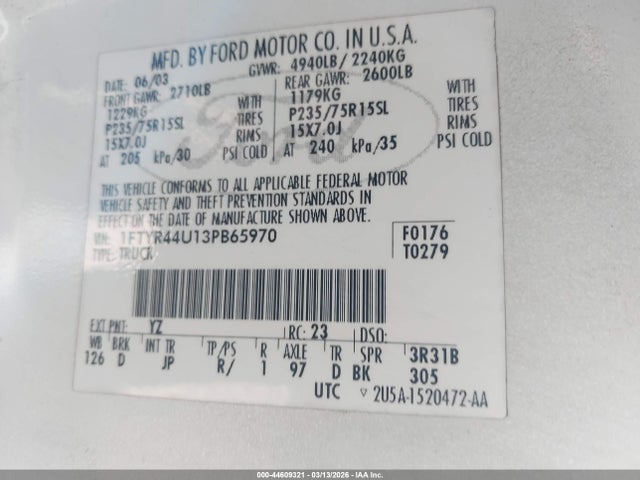 MFD. BY FORD MOTOR CO. IN U.S.A.
DATE: 06/03 GVWR: 4940LB/ 2240KG
FRONT GAWR: 2710LB REAR GAWR: 2600LB
1229KG WITH 1179KG WITH
P235/75R15SL TIRES P235/75R15SL TIRES
15X7.0J RIMS 15X7.0J RIMS
AT 205 kPa/30 PSI COLD AT 240 kPa/35 PSI COLD
Ford
THIS VEHICLE CONFORMS TO ALL APPLICABLE FEDERAL MOTOR
VEHICLE SAFETY AND THEFT PREVENTION STANDARDS IN
EFFECT ON THE DATE OF MANUFACTURE SHOWN ABOVE.
VIN: 1FTYR44U13PB65970 F0176
TYPE: TRUCK T0279
EXT PNT: YZ RC: 23 DSO:
WB BRK INT TR TP/PS R AXLE TR SPR 3R31B
126 D JP R/ 1 97 D BK 305
UTC ▽ 2U5A-1520472-AA
000-44609321 - 03/13/2026 - IAA Inc.